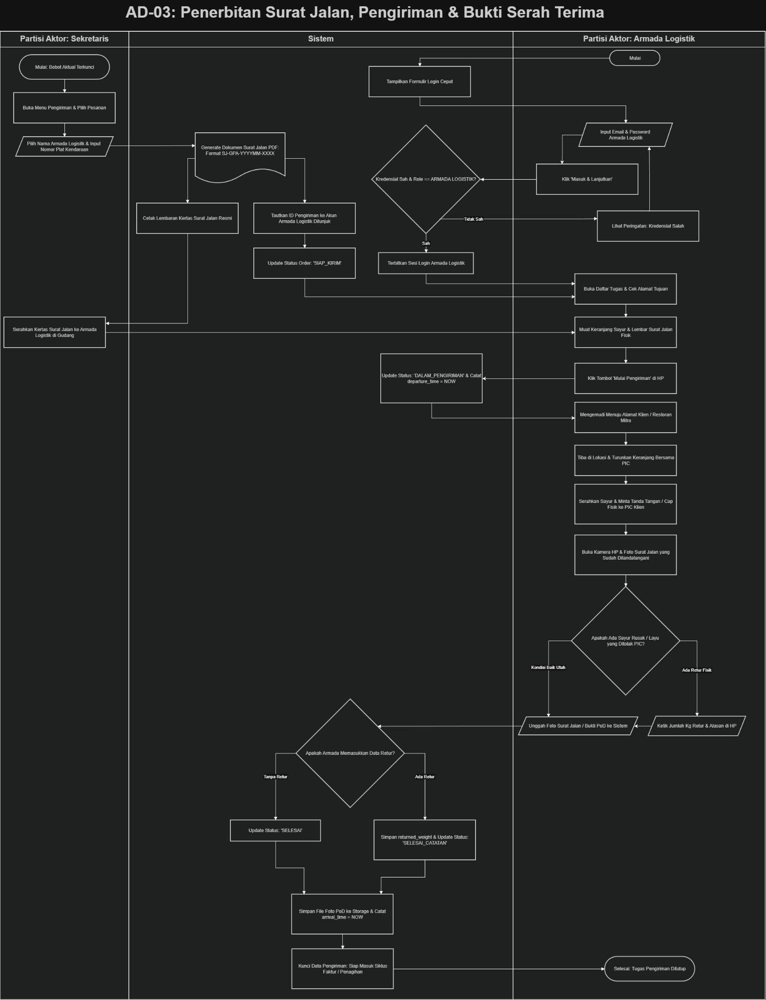 AD-03: Penerbitan Surat Jalan, Pengiriman & Bukti Serah Terima
Partisi Aktor: Sekretaris
Sistem
Partisi Aktor: Armada Logistik
Mulai: Bobot Aktual Terkunci
Mulai
Tampilkan Formulir Login Cepat
Buka Menu Pengiriman & Pilih Pesanan
Input Email & Password
Armada Logistik
Pilih Nama Armada Logisitk & Input
Nomor Plat Kendaraan
Generate Dokumen Surat Jalan PDF:
Format SJ-GPA-YYYYMM-XXXX
Kredensial Sah & Role == ARMADA LOGISTIK?
Klik 'Masuk & Lanjutkan'
Cetak Lembaran Kertas Surat Jalan Resmi
Tautkan ID Pengiriman ke Akun
Armada Logistik Ditunjuk
Tidak Sah
Lihat Peringatan: Kredensial Salah
Sah
Update Status Order: 'SIAP_KIRIM'
Terbitkan Sesi Login Armada Logistik
Buka Daftar Tugas & Cek Alamat Tujuan
Serahkan Kertas Surat Jalan ke Armada
Logistik di Gudang
Muat Keranjang Sayur & Lembar Surat Jalan
Fisik
Update Status: 'DALAM_PENGIRIMAN' & Catat
departure_time = NOW
Klik Tombol 'Mulai Pengiriman' di HP
Mengemudi Menuju Alamat Klien / Restoran
Mitra
Tiba di Lokasi & Turunkan Keranjang Bersama
PIC
Serahkan Sayur & Minta Tanda Tangan / Cap
Fisik ke PIC Klien
Buka Kamera HP & Foto Surat Jalan yang
Sudah Ditandatangani
Apakah Ada Sayur Rusak / Layu
yang Ditolak PIC?
Kondisi Baik Utuh
Ada Retur Fisik
Unggah Foto Surat Jalan / Bukti PoD ke Sistem
Ketik Jumlah Kg Retur & Alasan di HP
Apakah Armada Memasukkan Data Retur?
Tanpa Retur
Ada Retur
Update Status: 'SELESAI'
Simpan returned_weight & Update Status:
'SELESAI_CATATAN'
Simpan File Foto PoD ke Storage & Catat
arrival_time = NOW
Kunci Data Pengiriman: Siap Masuk Siklus
Faktur / Penagihan
Selesai: Tugas Pengiriman Ditutup